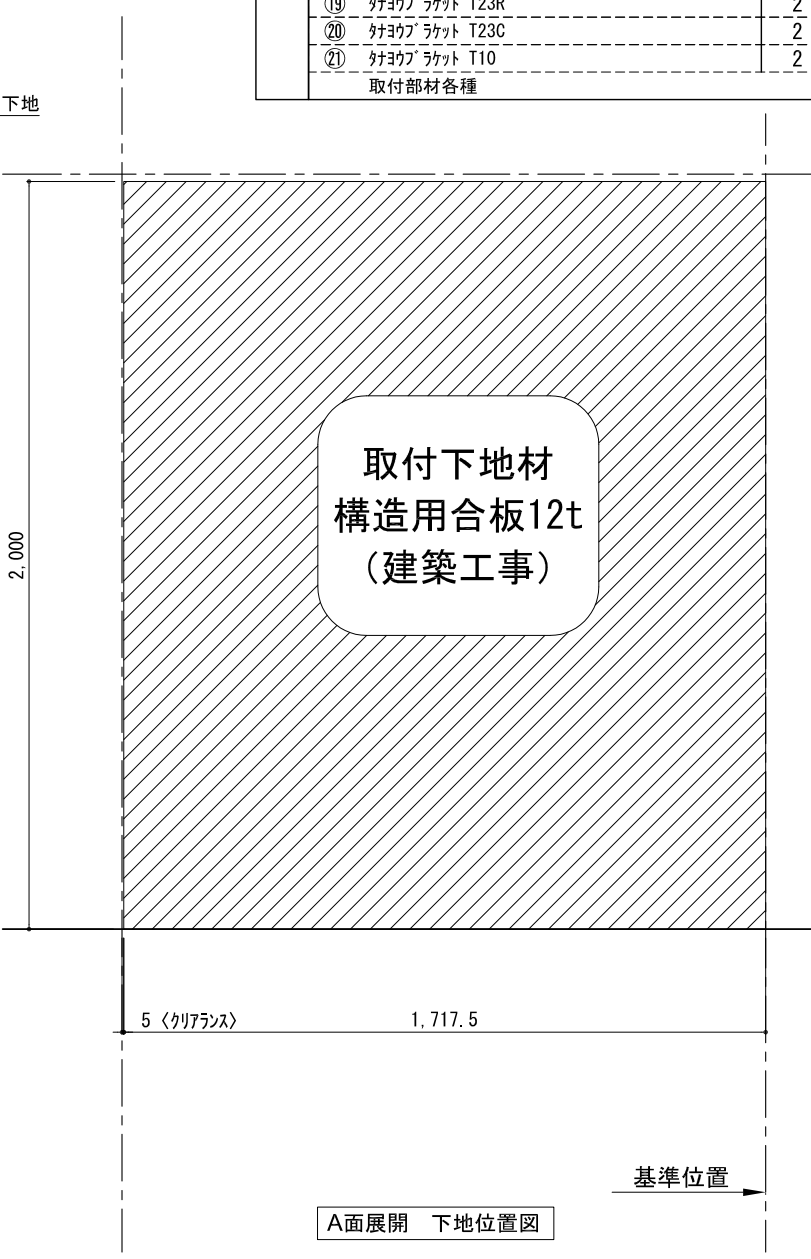 ⑲ ﾀﾅﾖｳﾌﾞﾗｹｯﾄ T23R 2
⑳ ﾀﾅﾖｳﾌﾞﾗｹｯﾄ T23C 2
㉑ ﾀﾅﾖｳﾌﾞﾗｹｯﾄ T10 2
取付部材各種
下地
取付下地材
構造用合板12t
(建築工事)
2,000
5 〈ｸﾘｱﾗﾝｽ〉 1,717.5
基準位置
A面展開 下地位置図